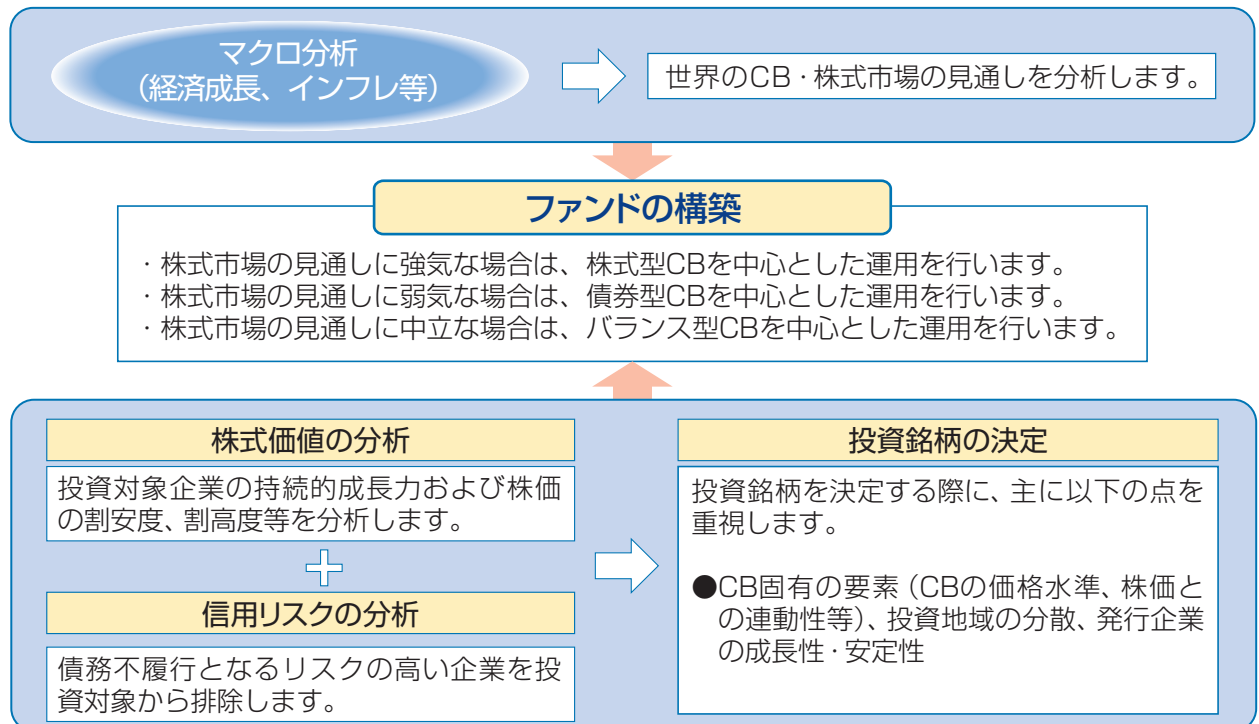 マクロ分析
（経済成長、インフレ等）
世界のCB・株式市場の見通しを分析します。
ファンドの構築
・株式市場の見通しに強気な場合は、株式型CBを中心とした運用を行います。
・株式市場の見通しに弱気な場合は、債券型CBを中心とした運用を行います。
・株式市場の見通しに中立な場合は、バランス型CBを中心とした運用を行います。
株式価値の分析
投資対象企業の持続的成長力および株価
の割安度、割高度等を分析します。
信用リスクの分析
債務不履行となるリスクの高い企業を投
資対象から排除します。
投資銘柄の決定
投資銘柄を決定する際に、主に以下の点を
重視します。
●CB固有の要素（CBの価格水準、株価と
の連動性等）、投資地域の分散、発行企業
の成長性・安定性